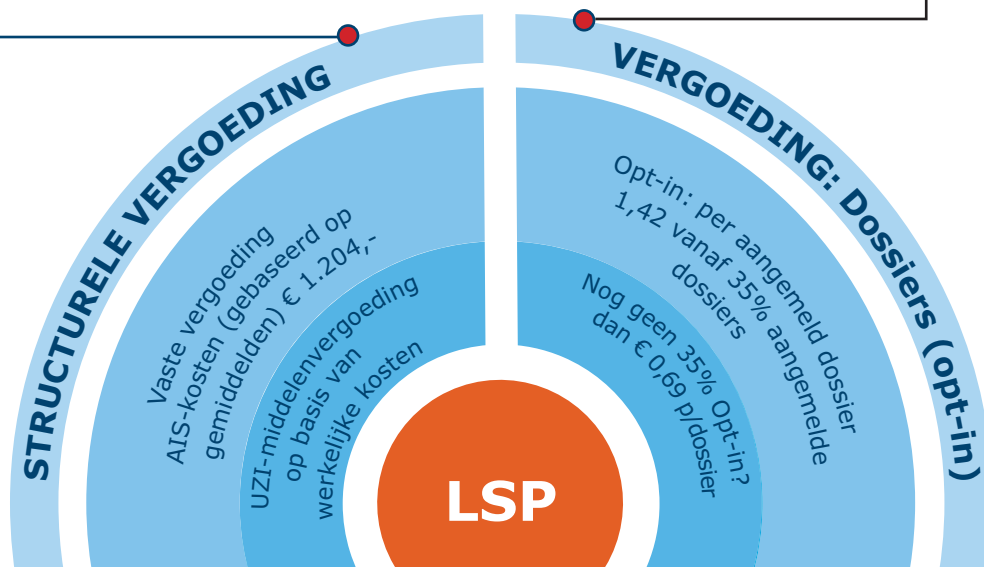 STRUCTURELE VERGOEDING
Vaste vergoeding
AIS-kosten (gebaseerd op
gemiddelden) € 1.204,-
UZI-middelenvergoeding
op basis van
werkelijke kosten
VERGOEDING: Dossiers (opt-in)
Opt-in: per aangemeld dossier
1,42 vanaf 35% aangemelde
dossiers
Nog geen 35% Opt-in?
dan € 0,69 p/dossier
LSP